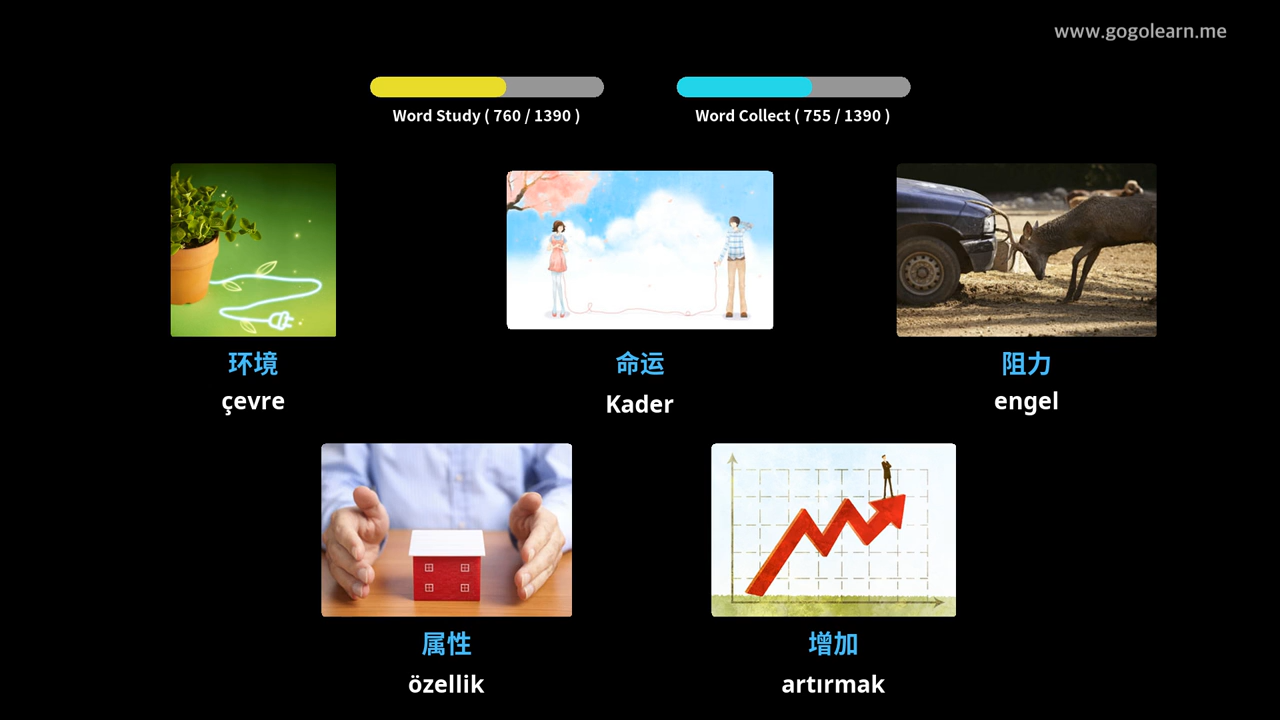 www.gogolearn.me
Word Study ( 760 / 1390 )
Word Collect ( 755 / 1390 )
环境
çevre
命运
Kader
阻力
engel
属性
özellik
增加
artırmak